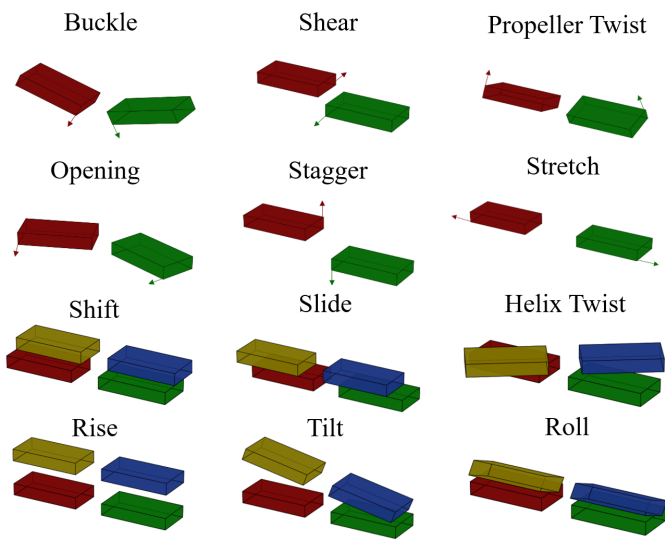 Buckle
Shear
Propeller Twist
Opening
Stagger
Stretch
Shift
Slide
Helix Twist
Rise
Tilt
Roll